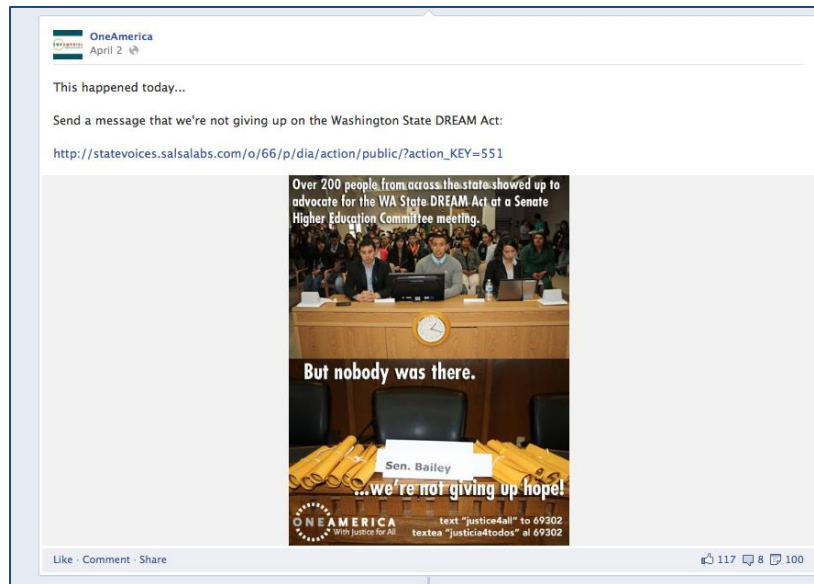 OneAmerica
April 2
This happened today...
Send a message that we're not giving up on the Washington State DREAM Act:
http://statevoices.salsalabs.com/o/66/p/dia/action/public/?action_KEY=551
Over 200 people from across the state showed up to
advocate for the WA State DREAM Act at a Senate
Higher Education Committee meeting.
But nobody was there.
Sen. Bailey
...we're not giving up hope!
ONEAMERICA
With Justice for All
text "justice4all" to 69302
textea "justicia4todos" al 69302
Like · Comment · Share
117 8 100